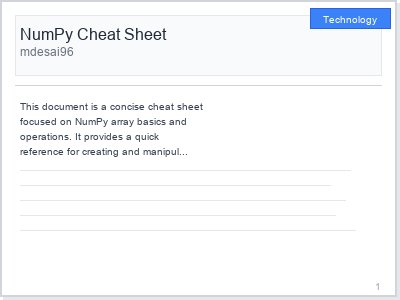 Technology
NumPy Cheat Sheet
mdesai96
This document is a concise cheat sheet
focused on NumPy array basics and
operations. It provides a quick
reference for creating and manipul...
1